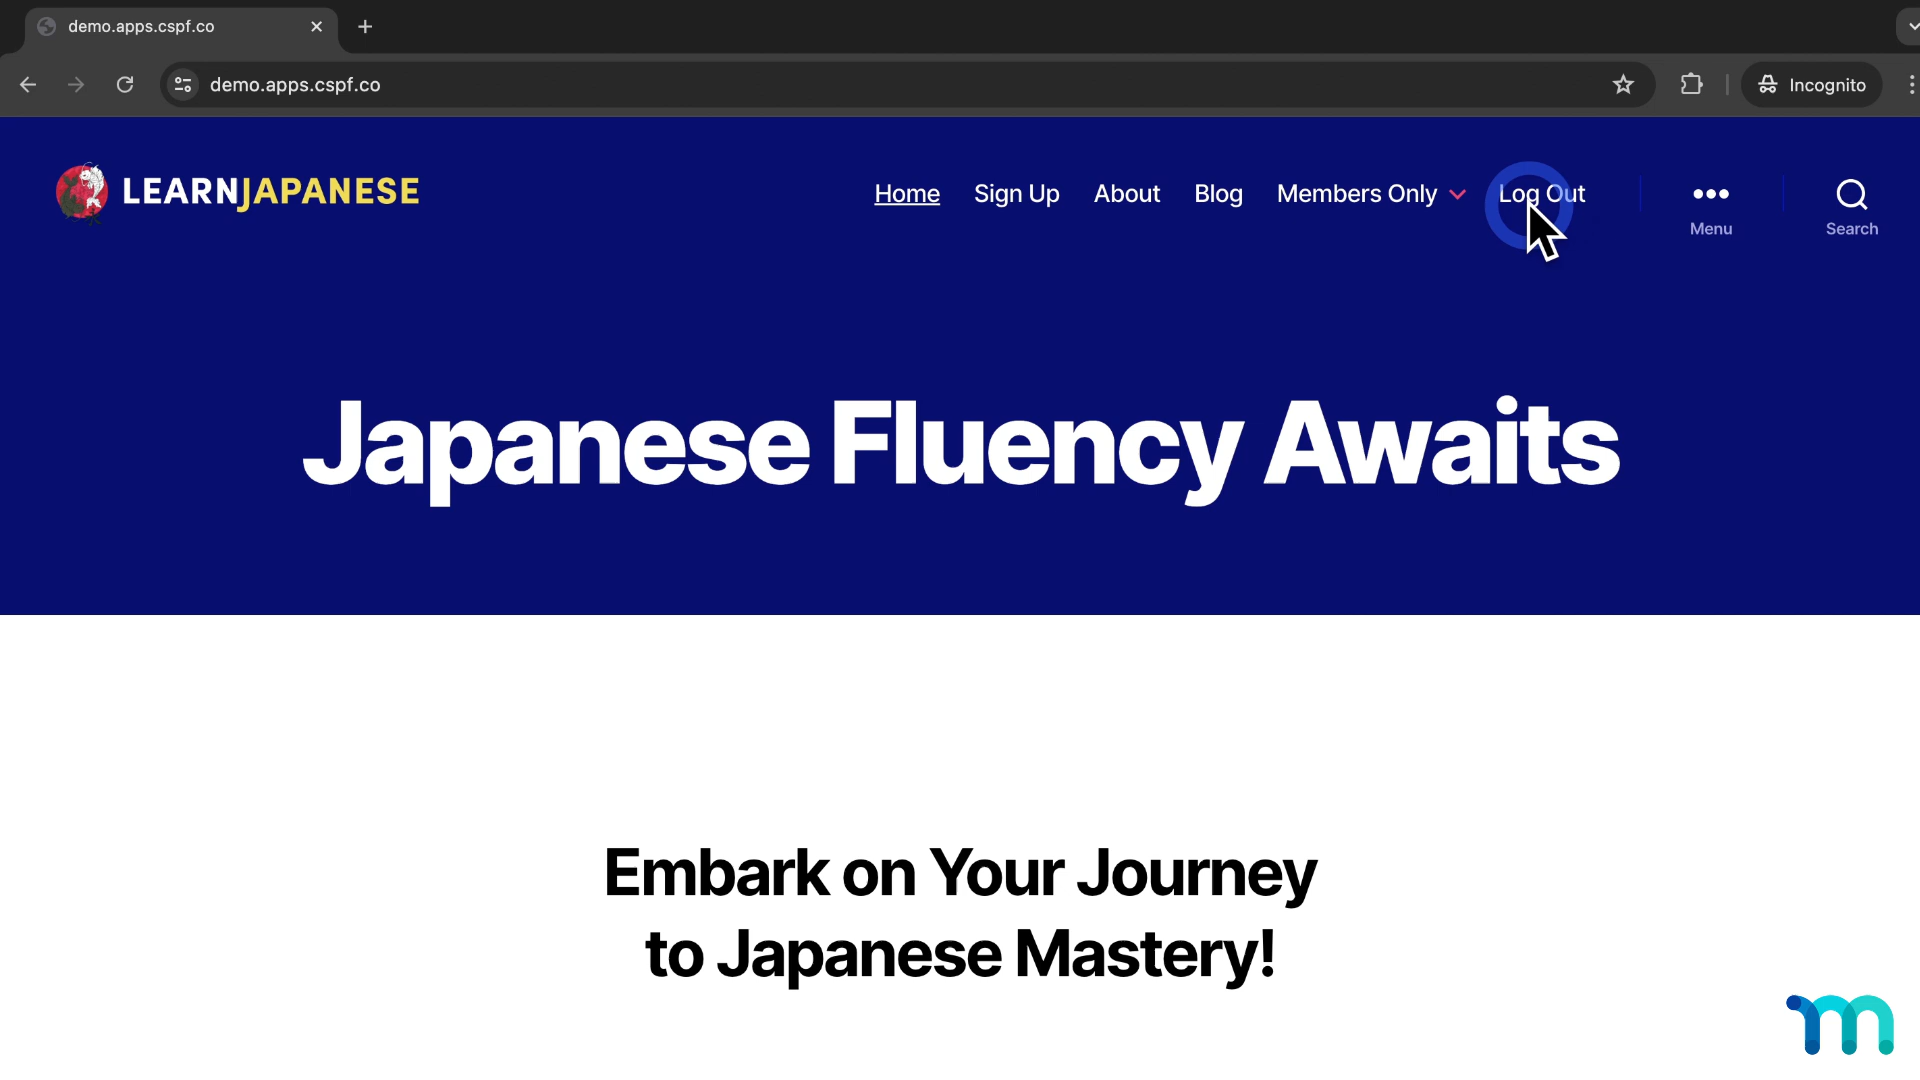 demo.apps.cspf.co
demo.apps.cspf.co
Incognito
LEARNJAPANESE
Home Sign Up About Blog Members Only Log Out
Menu
Search
Japanese Fluency Awaits
Embark on Your Journey
to Japanese Mastery!